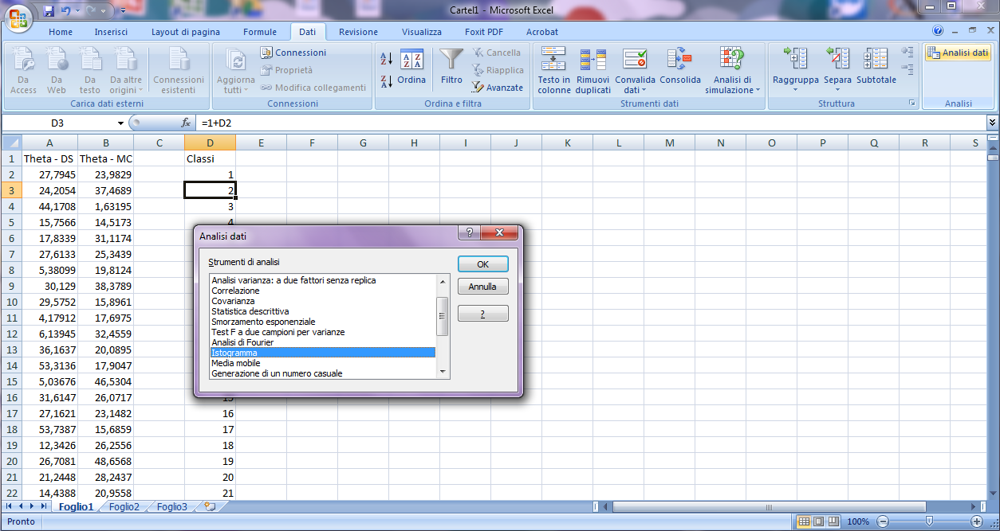 Cartel1 - Microsoft Excel
Home Inserisci Layout di pagina Formule Dati Revisione Visualizza Foxit PDF Acrobat
Da Access
Da Web
Da testo
Da altre origini
Connessioni esistenti
Carica dati esterni
Aggiorna tutti
Connessioni
Proprietà
Modifica collegamenti
Connessioni
Ordina
Filtro
Cancella
Riapplica
Avanzate
Ordina e filtra
Testo in colonne
Rimuovi duplicati
Convalida dati
Consolida
Analisi di simulazione
Strumenti dati
Raggruppa
Separa
Subtotale
Struttura
Analisi dati
Analisi
D3 fx =1+D2
A B C D E F G H I J K L M N O P Q R S
1 Theta - DS Theta - MC Classi
2 27,7945 23,9829 1
3 24,2054 37,4689 2
4 44,1708 1,63195 3
5 15,7566 14,5173 4
6 17,8339 31,1174
7 27,6133 25,3439
8 5,38099 19,8124
9 30,129 38,3789
10 29,5752 15,8961
11 4,17912 17,6975
12 6,13945 32,4559
13 36,1637 20,0895
14 53,3136 17,9047
15 5,03676 46,5304
16 31,6147 26,0717 15
17 27,1621 23,1482 16
18 53,7387 15,6859 17
19 12,3426 26,2556 18
20 26,7081 48,6568 19
21 21,2448 28,2437 20
22 14,4388 20,9558 21
Analisi dati
?
Strumenti di analisi
Analisi varianza: a due fattori senza replica
Correlazione
Covarianza
Statistica descrittiva
Smorzamento esponenziale
Test F a due campioni per varianze
Analisi di Fourier
Istogramma
Media mobile
Generazione di un numero casuale
OK
Annulla
?
Foglio1 Foglio2 Foglio3
Pronto
100%